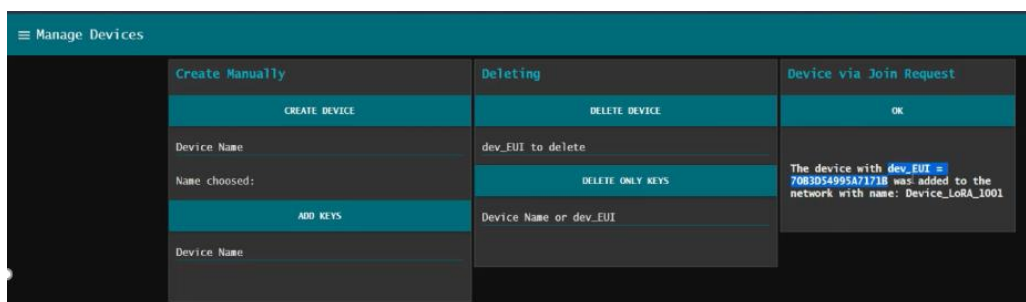 Manage Devices
Create Manually
CREATE DEVICE
Device Name
Name choosed:
ADD KEYS
Device Name
Deleting
DELETE DEVICE
dev_EUI to delete
DELETE ONLY KEYS
Device Name or dev_EUI
Device via Join Request
OK
The device with dev_EUI =
70B3D54995A7171B was added to the
network with name: Device_LoRA_1001